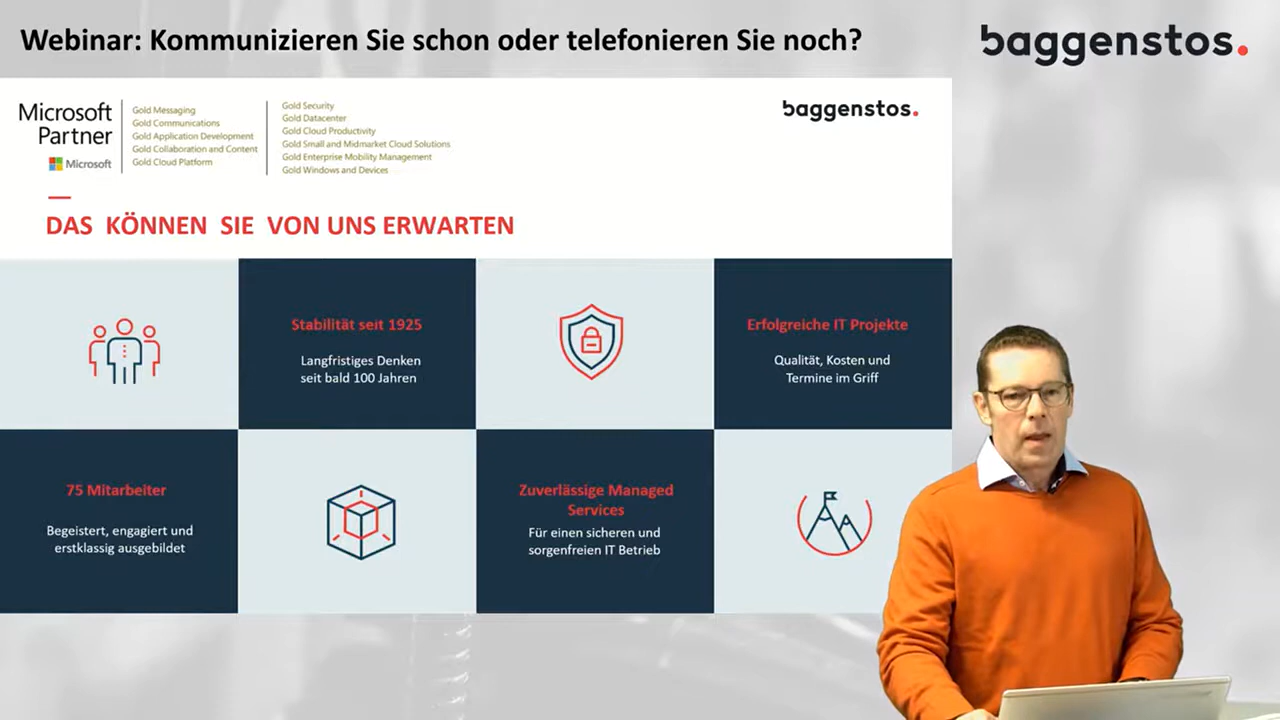 Webinar: Kommunizieren Sie schon oder telefonieren Sie noch?
baggenstos.
Microsoft
Partner
Microsoft
Gold Messaging
Gold Communications
Gold Application Development
Gold Collaboration and Content
Gold Cloud Platform
Gold Security
Gold Datacenter
Gold Cloud Productivity
Gold Small and Midmarket Cloud Solutions
Gold Enterprise Mobility Management
Gold Windows and Devices
baggenstos.
DAS KÖNNEN SIE VON UNS ERWARTEN
Stabilität seit 1925
Langfristiges Denken
seit bald 100 Jahren
Erfolgreiche IT Projekte
Qualität, Kosten und
Termine im Griff
75 Mitarbeiter
Begeistert, engagiert und
erstklassig ausgebildet
Zuverlässige Managed
Services
Für einen sicheren und
sorgenfreien IT Betrieb